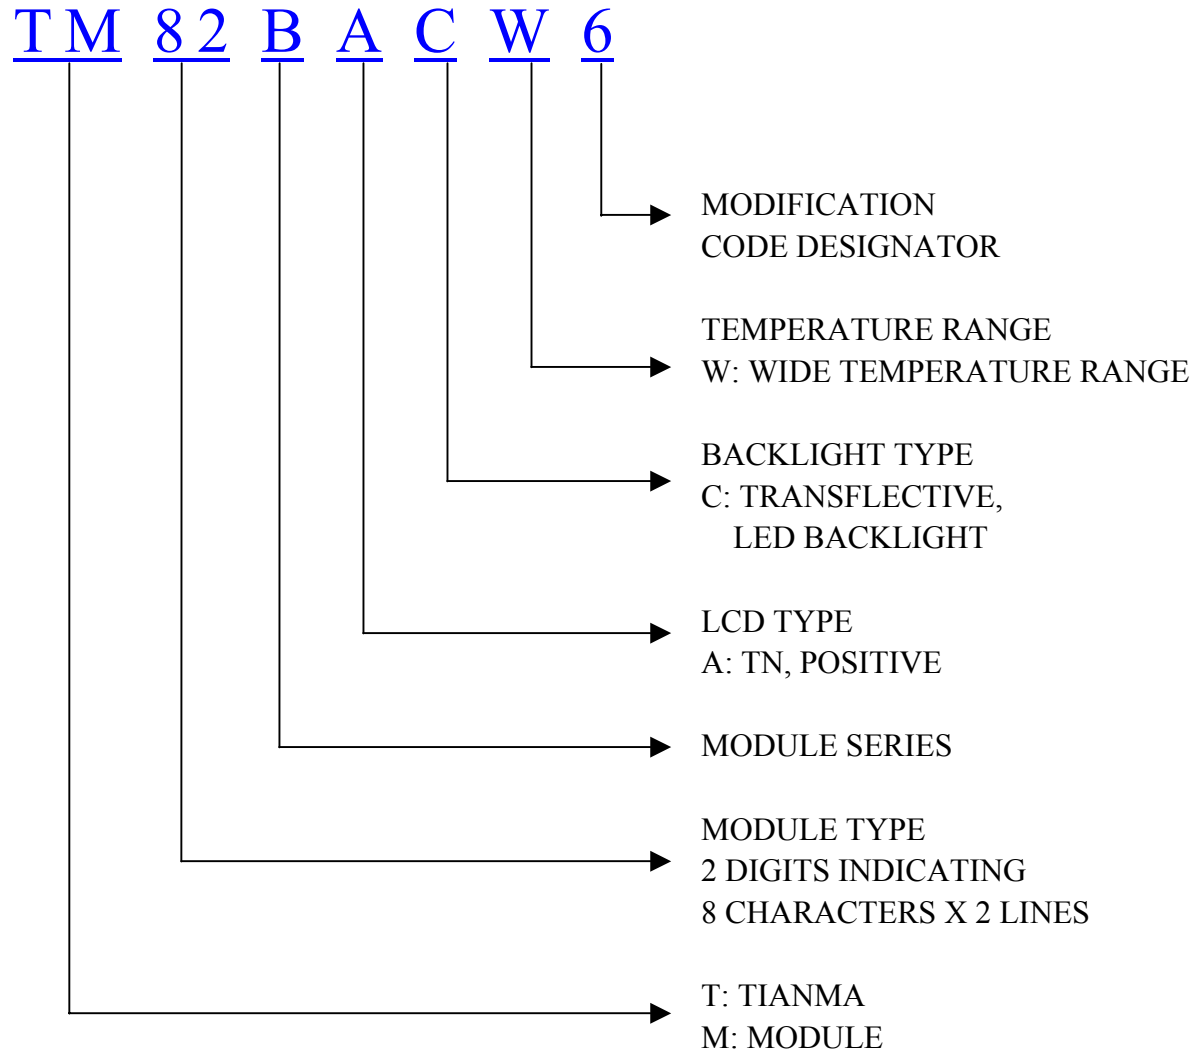 TM 82 B A C W 6
MODIFICATION
CODE DESIGNATOR
TEMPERATURE RANGE
W: WIDE TEMPERATURE RANGE
BACKLIGHT TYPE
C: TRANSFLECTIVE,
LED BACKLIGHT
LCD TYPE
A: TN, POSITIVE
MODULE SERIES
MODULE TYPE
2 DIGITS INDICATING
8 CHARACTERS X 2 LINES
T: TIANMA
M: MODULE